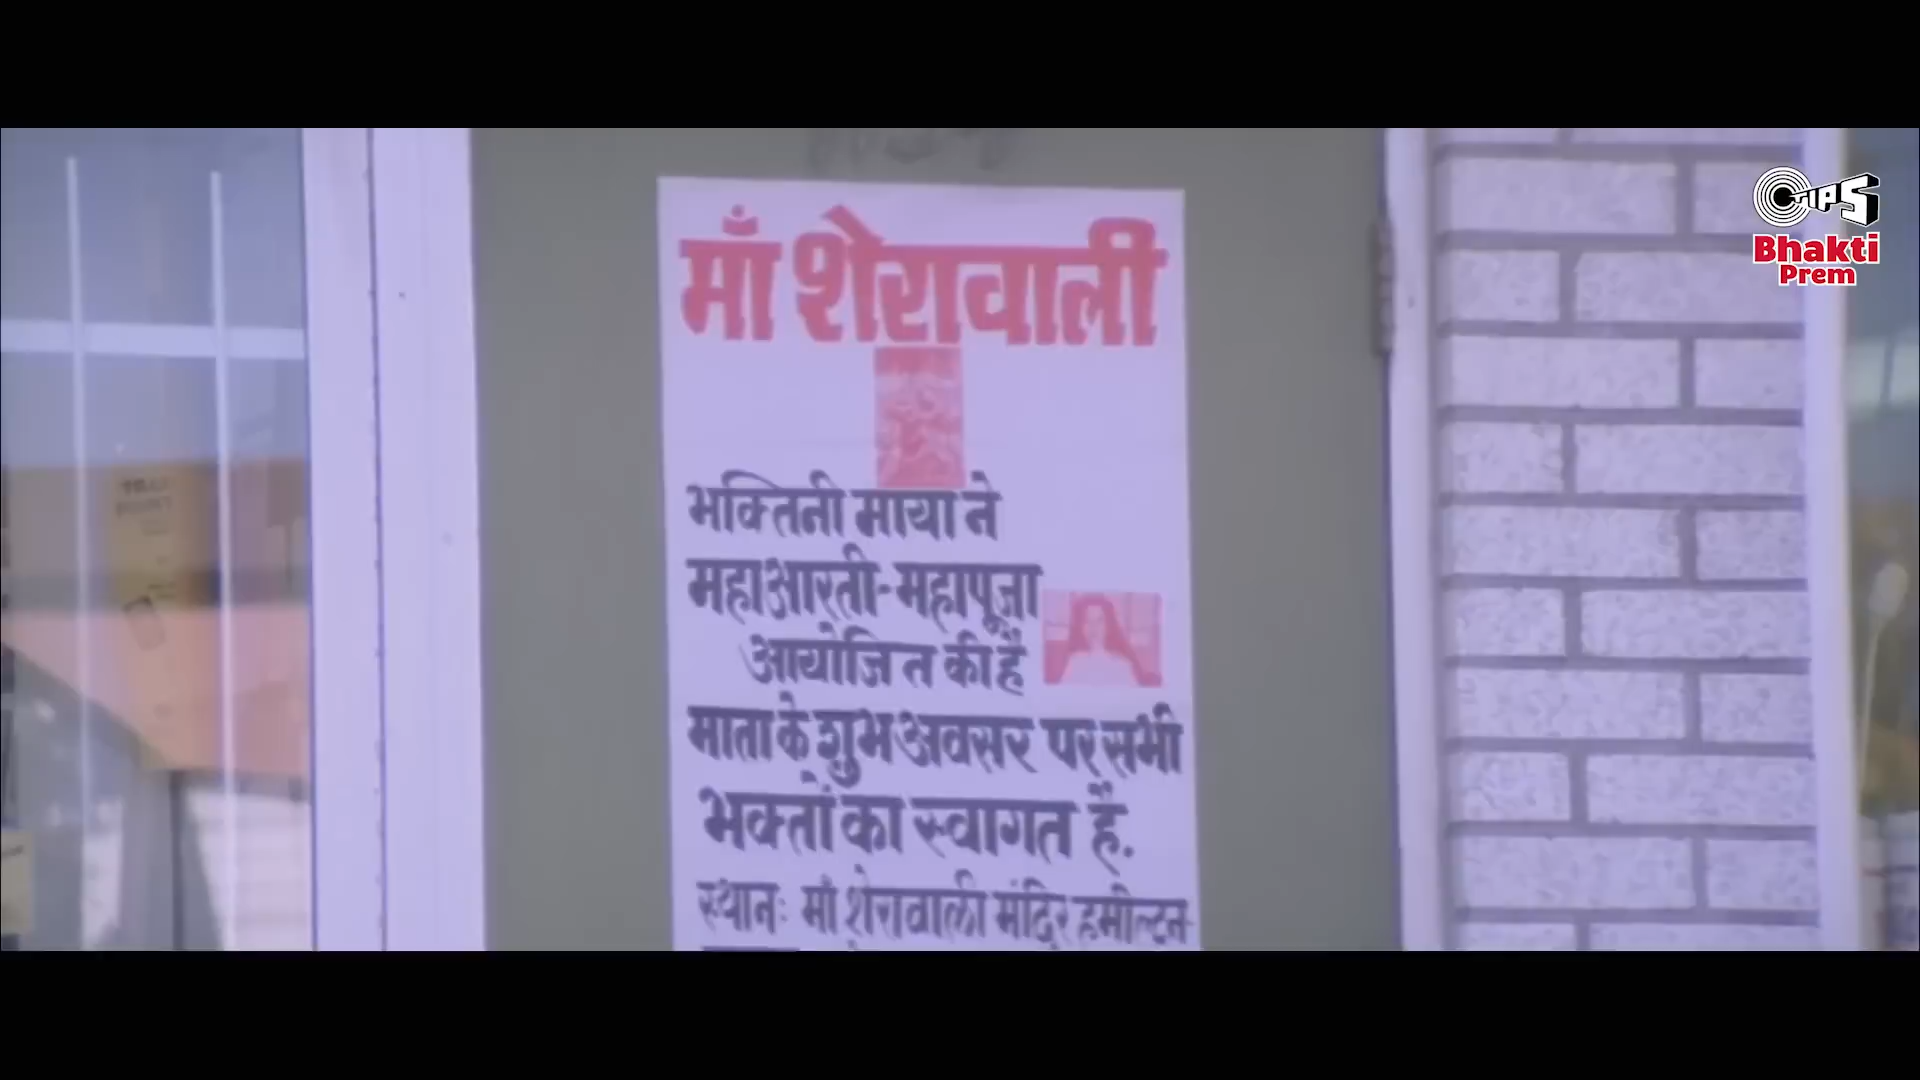 माँ शेरावाली
भक्तिनी माया ने
महाआरती-महापूजा
आयोजित की है
माता के शुभ अवसर पर सभी
भक्तों का स्वागत है.
स्थानः माँ शेरावाली मंदिर हमील्टन-
TIPS
Bhakti
Prem